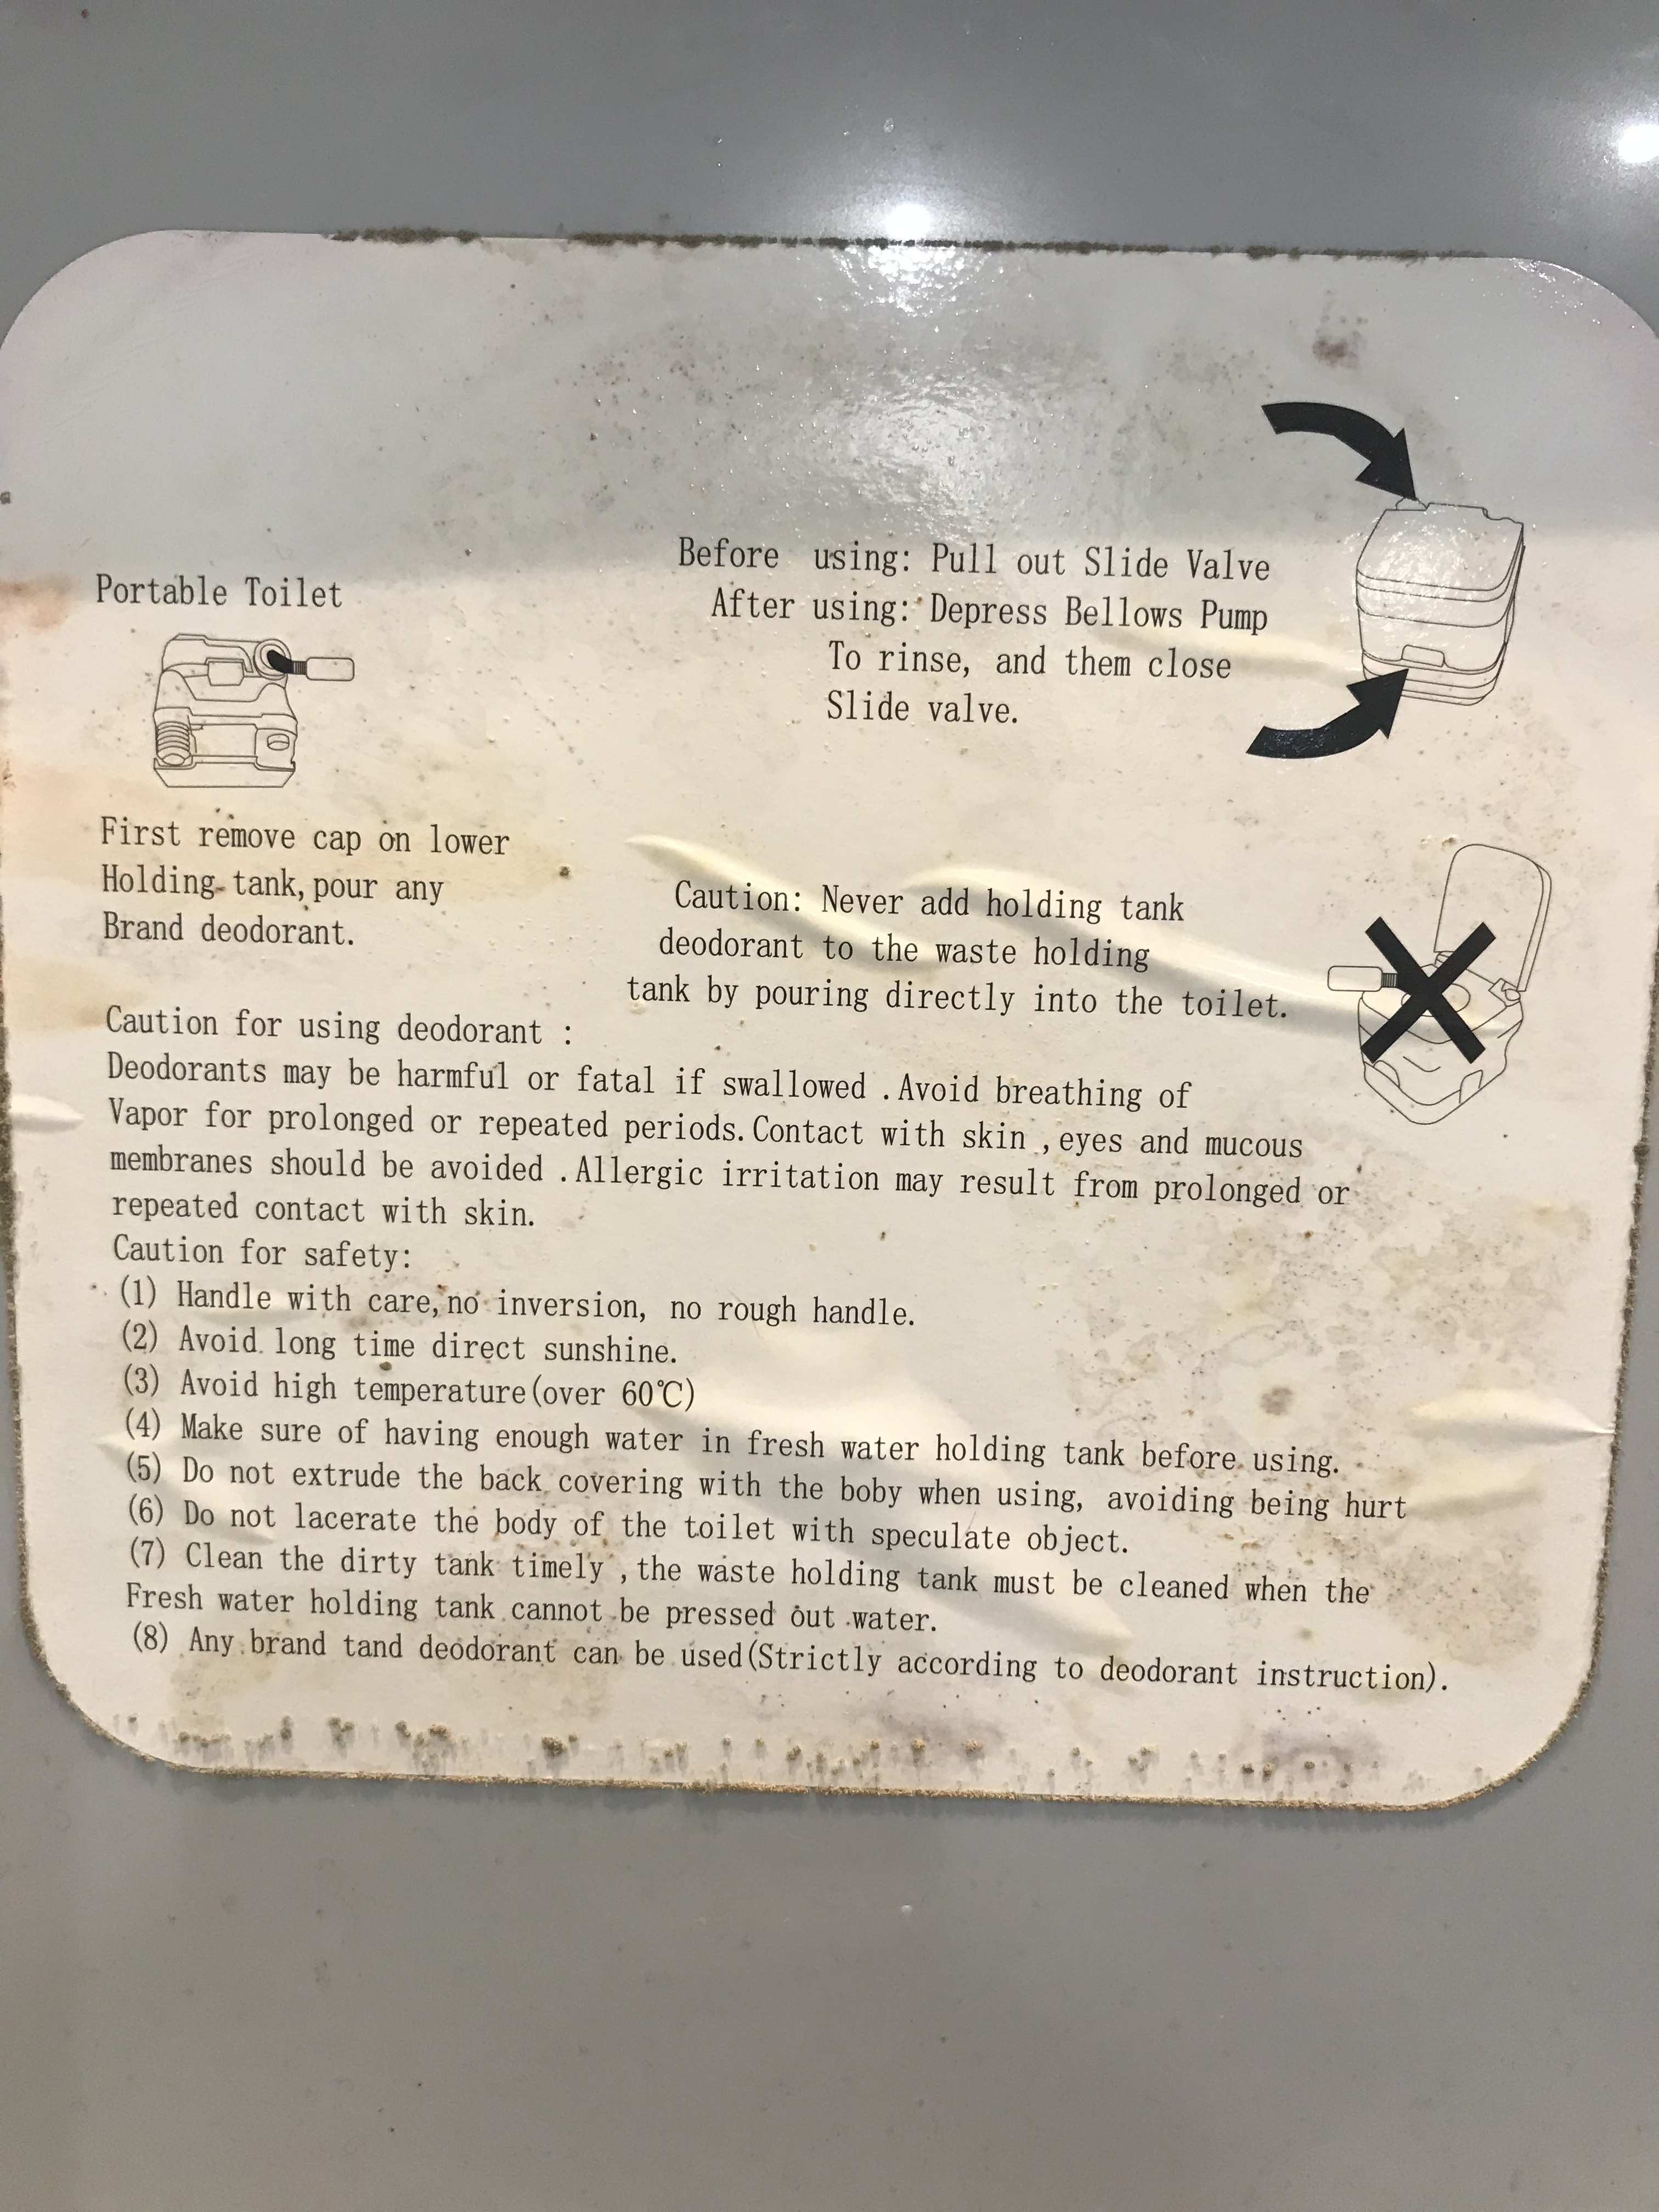 Portable Toilet
First remove cap on lower
Holding tank, pour any
Brand deodorant.
Before using: Pull out Slide Valve
After using: Depress Bellows Pump
To rinse, and them close
Slide valve.
Caution: Never add holding tank
deodorant to the waste holding
tank by pouring directly into the toilet.
Caution for using deodorant :
Deodorants may be harmful or fatal if swallowed .Avoid breathing of
Vapor for prolonged or repeated periods. Contact with skin ,eyes and mucous
membranes should be avoided .Allergic irritation may result from prolonged or
repeated contact with skin.
Caution for safety:
(1) Handle with care, no inversion, no rough handle.
(2) Avoid long time direct sunshine.
(3) Avoid high temperature(over 60℃)
(4) Make sure of having enough water in fresh water holding tank before using.
(5) Do not extrude the back covering with the boby when using, avoiding being hurt
(6) Do not lacerate the body of the toilet with speculate object.
(7) Clean the dirty tank timely ,the waste holding tank must be cleaned when the
Fresh water holding tank cannot be pressed out water.
(8) Any brand tand deodorant can be used(Strictly according to deodorant instruction).